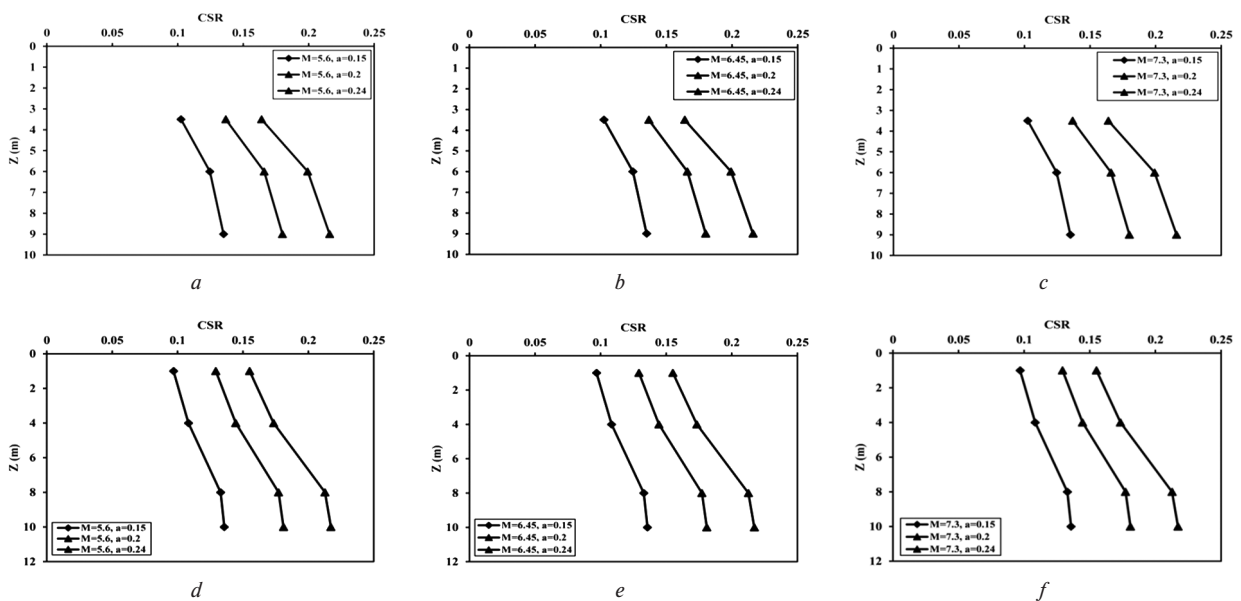 CSR
0 0.05 0.1 0.15 0.2 0.25
0
1
2
3
4
5
6
7
8
9
10
Z (m)
M=5.6, a=0.15
M=5.6, a=0.2
M=5.6, a=0.24
a
CSR
0 0.05 0.1 0.15 0.2 0.25
0
1
2
3
4
5
6
7
8
9
10
Z (m)
M=6.45, a=0.15
M=6.45, a=0.2
M=6.45, a=0.24
b
CSR
0 0.05 0.1 0.15 0.2 0.25
0
1
2
3
4
5
6
7
8
9
10
Z (m)
M=7.3, a=0.15
M=7.3, a=0.2
M=7.3, a=0.24
c
CSR
0 0.05 0.1 0.15 0.2 0.25
0
2
4
6
8
10
12
Z (m)
M=5.6, a=0.15
M=5.6, a=0.2
M=5.6, a=0.24
d
CSR
0 0.05 0.1 0.15 0.2 0.25
0
2
4
6
8
10
12
Z (m)
M=6.45, a=0.15
M=6.45, a=0.2
M=6.45, a=0.24
e
CSR
0 0.05 0.1 0.15 0.2 0.25
0
2
4
6
8
10
12
Z (m)
M=7.3, a=0.15
M=7.3, a=0.2
M=7.3, a=0.24
f